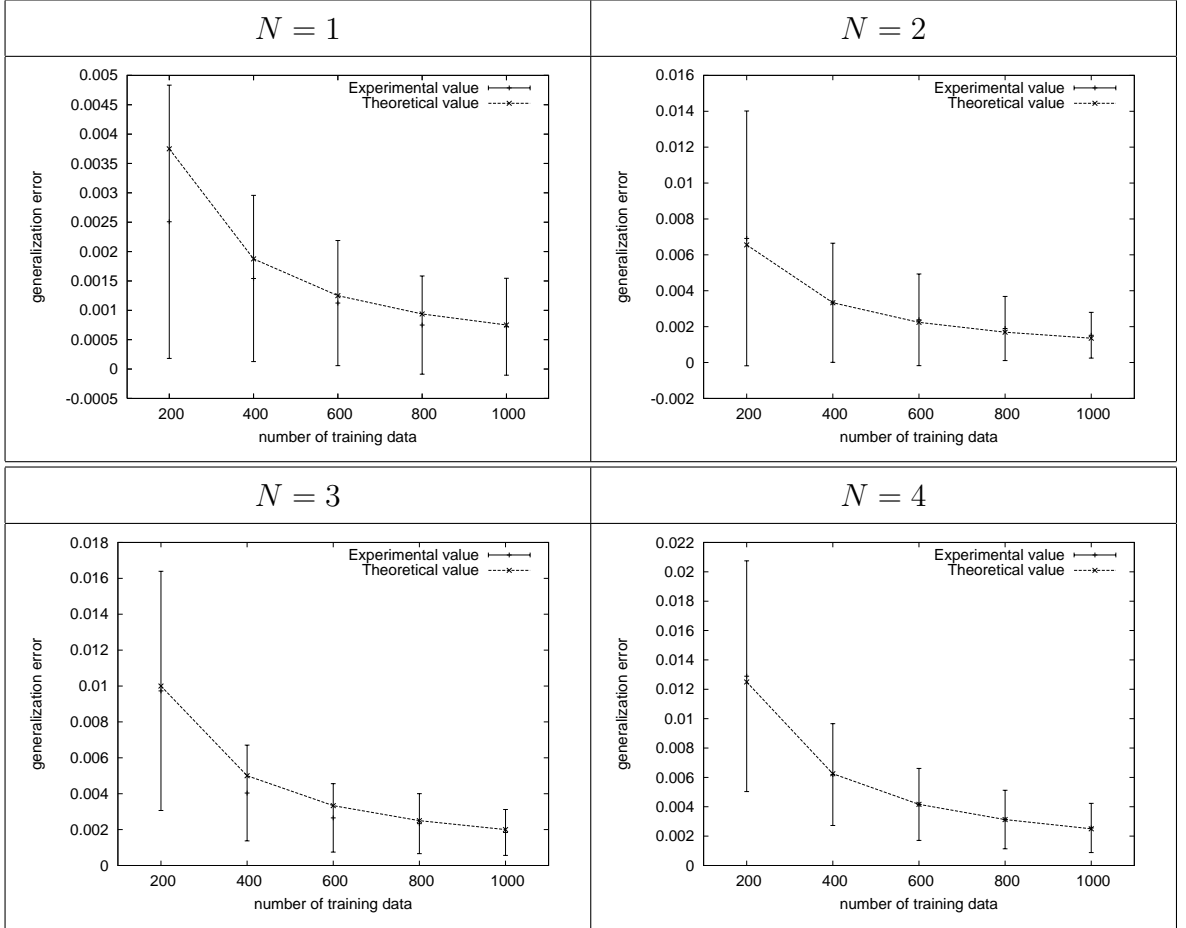 N = 1
N = 2
0.005
0.0045
0.004
0.0035
0.003
0.0025
0.002
0.0015
0.001
0.0005
0
-0.0005
200 400 600 800 1000
generalization error
number of training data
Experimental value
Theoretical value
0.016
0.014
0.012
0.01
0.008
0.006
0.004
0.002
0
-0.002
200 400 600 800 1000
generalization error
number of training data
Experimental value
Theoretical value
N = 3
N = 4
0.018
0.016
0.014
0.012
0.01
0.008
0.006
0.004
0.002
0
200 400 600 800 1000
generalization error
number of training data
Experimental value
Theoretical value
0.022
0.02
0.018
0.016
0.014
0.012
0.01
0.008
0.006
0.004
0.002
0
200 400 600 800 1000
generalization error
number of training data
Experimental value
Theoretical value